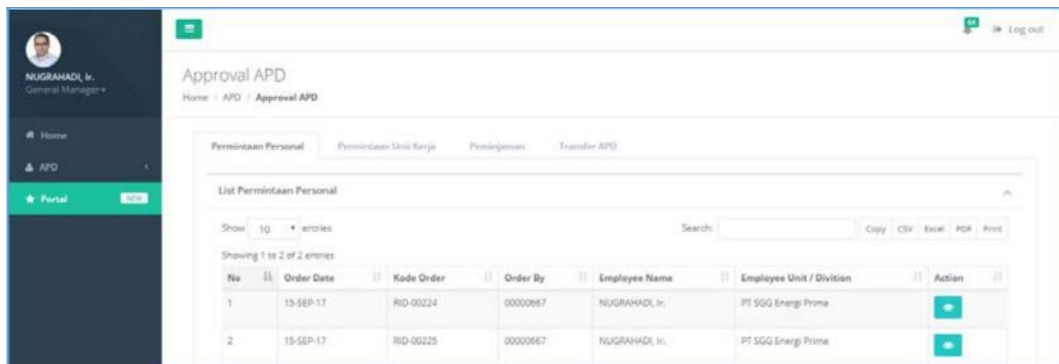 64
Log out
NUGRAHADI, Ir.
General Manager
Approval APD
Home / APD / Approval APD
Home
APD
Portal NEW
Permintaan Personal Permintaan Unit Kerja Peminjaman Transfer APD
List Permintaan Personal
Show 10 entries Search: Copy CSV Excel PDF Print
Showing 1 to 2 of 2 entries
No Order Date Kode Order Order By Employee Name Employee Unit / Divition Action
1 15-SEP-17 RID-00224 00000667 NUGRAHADI, Ir. PT SGG Energi Prima
2 15-SEP-17 RID-00225 00000667 NUGRAHADI, Ir. PT SGG Energi Prima